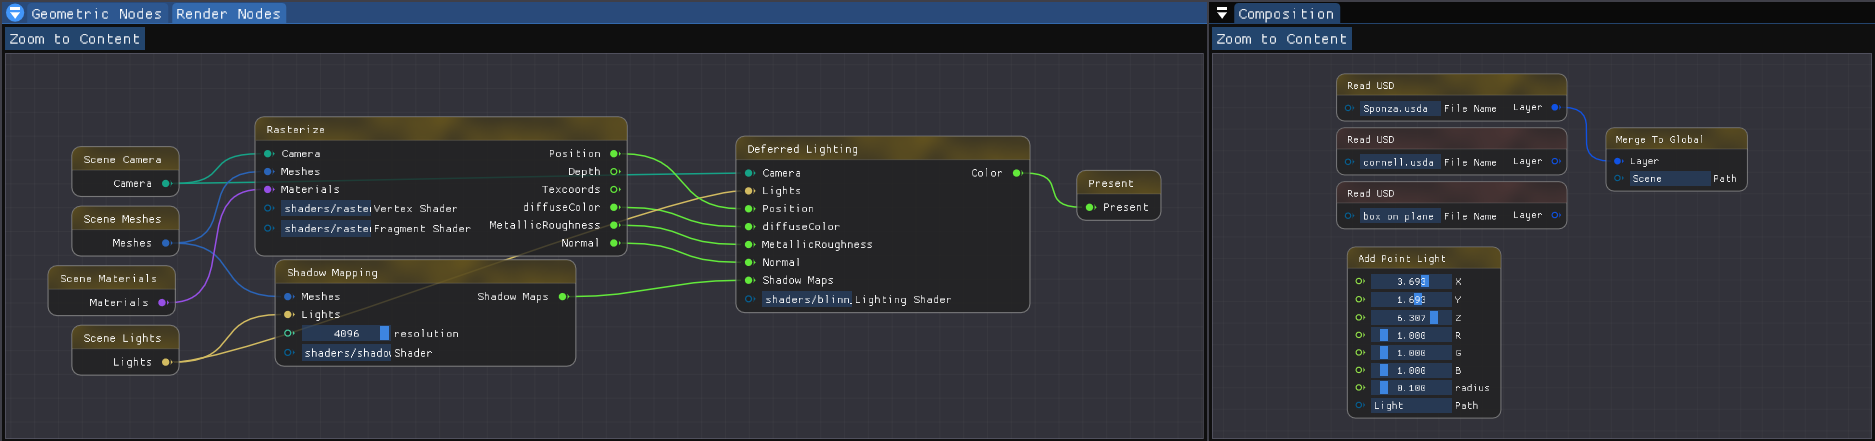 Geometric Nodes Render Nodes
Zoom to Content
Scene Camera
Camera
Scene Meshes
Meshes
Scene Materials
Materials
Scene Lights
Lights
Rasterize
Camera Position
Meshes Depth
Materials Texcoords
shaders/raste Vertex Shader diffuseColor
shaders/raste Fragment Shader MetallicRoughness
Normal
Shadow Mapping
Meshes Shadow Maps
Lights
4096 resolution
shaders/shado Shader
Deferred Lighting
Camera Color
Lights
Position
diffuseColor
MetallicRoughness
Normal
Shadow Maps
shaders/blinn_ Lighting Shader
Present
Present
Composition
Zoom to Content
Read USD
Sponza.usda File Name Layer
Read USD
cornell.usda File Name Layer
Read USD
box on plane File Name Layer
Merge To Global
Layer
Scene Path
Add Point Light
3.693 X
1.693 Y
6.307 Z
1.000 R
1.000 G
1.000 B
0.100 radius
Light Path